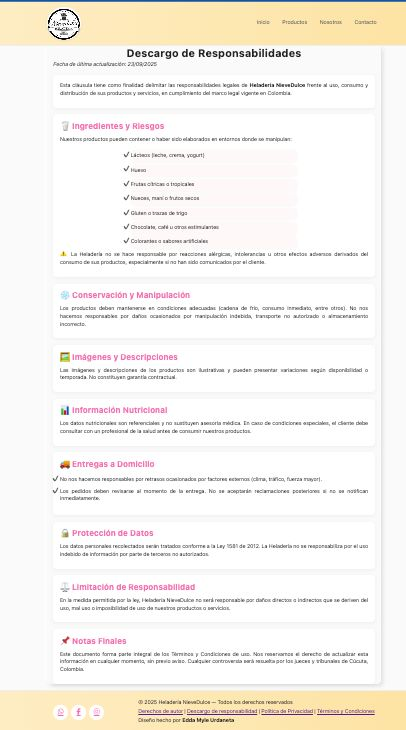 Inicio Productos Nosotros Contacto
Descargo de Responsabilidades
Fecha de última actualización: 23/09/2025
Esta cláusula tiene como finalidad delimitar las responsabilidades legales de Heladería NieveDulce frente al uso, consumo y
distribución de sus productos y servicios, en cumplimiento del marco legal vigente en Colombia.
Ingredientes y Riesgos
Nuestros productos pueden contener o haber sido elaborados en entornos donde se manipulan:
✔ Lácteos (leche, crema, yogurt)
✔ Huevo
✔ Frutas cítricas o tropicales
✔ Nueces, maní o frutos secos
✔ Gluten o trazas de trigo
✔ Chocolate, café u otros estimulantes
✔ Colorantes o sabores artificiales
⚠ La Heladería no se hace responsable por reacciones alérgicas, intolerancias u otros efectos adversos derivados del
consumo de sus productos, especialmente si no han sido comunicados por el cliente.
Conservación y Manipulación
Los productos deben mantenerse en condiciones adecuadas (cadena de frío, consumo inmediato, entre otros). No nos
hacemos responsables por daños ocasionados por manipulación indebida, transporte no autorizado o almacenamiento
incorrecto.
Imágenes y Descripciones
Las imágenes y descripciones de los productos son ilustrativas y pueden presentar variaciones según disponibilidad o
temporada. No constituyen garantía contractual.
Información Nutricional
Los datos nutricionales son referenciales y no sustituyen asesoría médica. En caso de condiciones especiales, el cliente debe
consultar con un profesional de la salud antes de consumir nuestros productos.
Entregas a Domicilio
✔ No nos hacemos responsables por retrasos ocasionados por factores externos (clima, tráfico, fuerza mayor).
✔ Los pedidos deben revisarse al momento de la entrega. No se aceptarán reclamaciones posteriores si no se notifican
inmediatamente.
Protección de Datos
Los datos personales recolectados serán tratados conforme a la Ley 1581 de 2012. La Heladería no se responsabiliza por el uso
indebido de información por parte de terceros no autorizados.
Limitación de Responsabilidad
En la medida permitida por la ley, Heladería NieveDulce no será responsable por daños directos o indirectos que se deriven del
uso, mal uso o imposibilidad de uso de nuestros productos o servicios.
Notas Finales
Este documento forma parte integral de los Términos y Condiciones de uso. Nos reservamos el derecho de actualizar esta
información en cualquier momento, sin previo aviso. Cualquier controversia será resuelta por los jueces y tribunales de Cúcuta,
Colombia.
© 2025 Heladería NieveDulce — Todos los derechos reservados
Derechos de autor | Descargo de responsabilidad | Política de Privacidad | Términos y Condiciones
Diseño hecho por Edda Myle Urdaneta